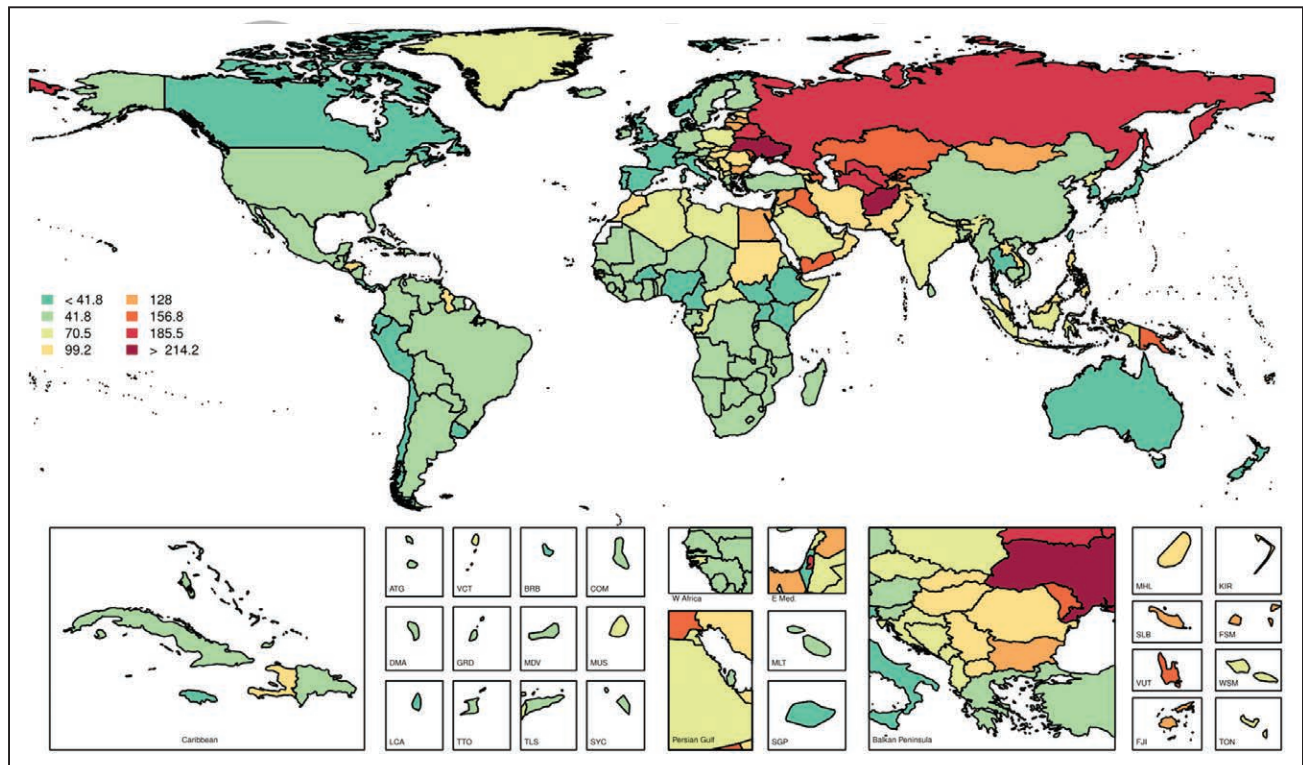 < 41.8
41.8
70.5
99.2
128
156.8
185.5
> 214.2
Caribbean
ATG
VCT
BRB
COM
DMA
GRD
MDV
MUS
LCA
TTO
TLS
SYC
W Africa
E Med.
Persian Gulf
MLT
SGP
Balkan Peninsula
MHL
KIR
SLB
FSM
VUT
WSM
FJI
TON